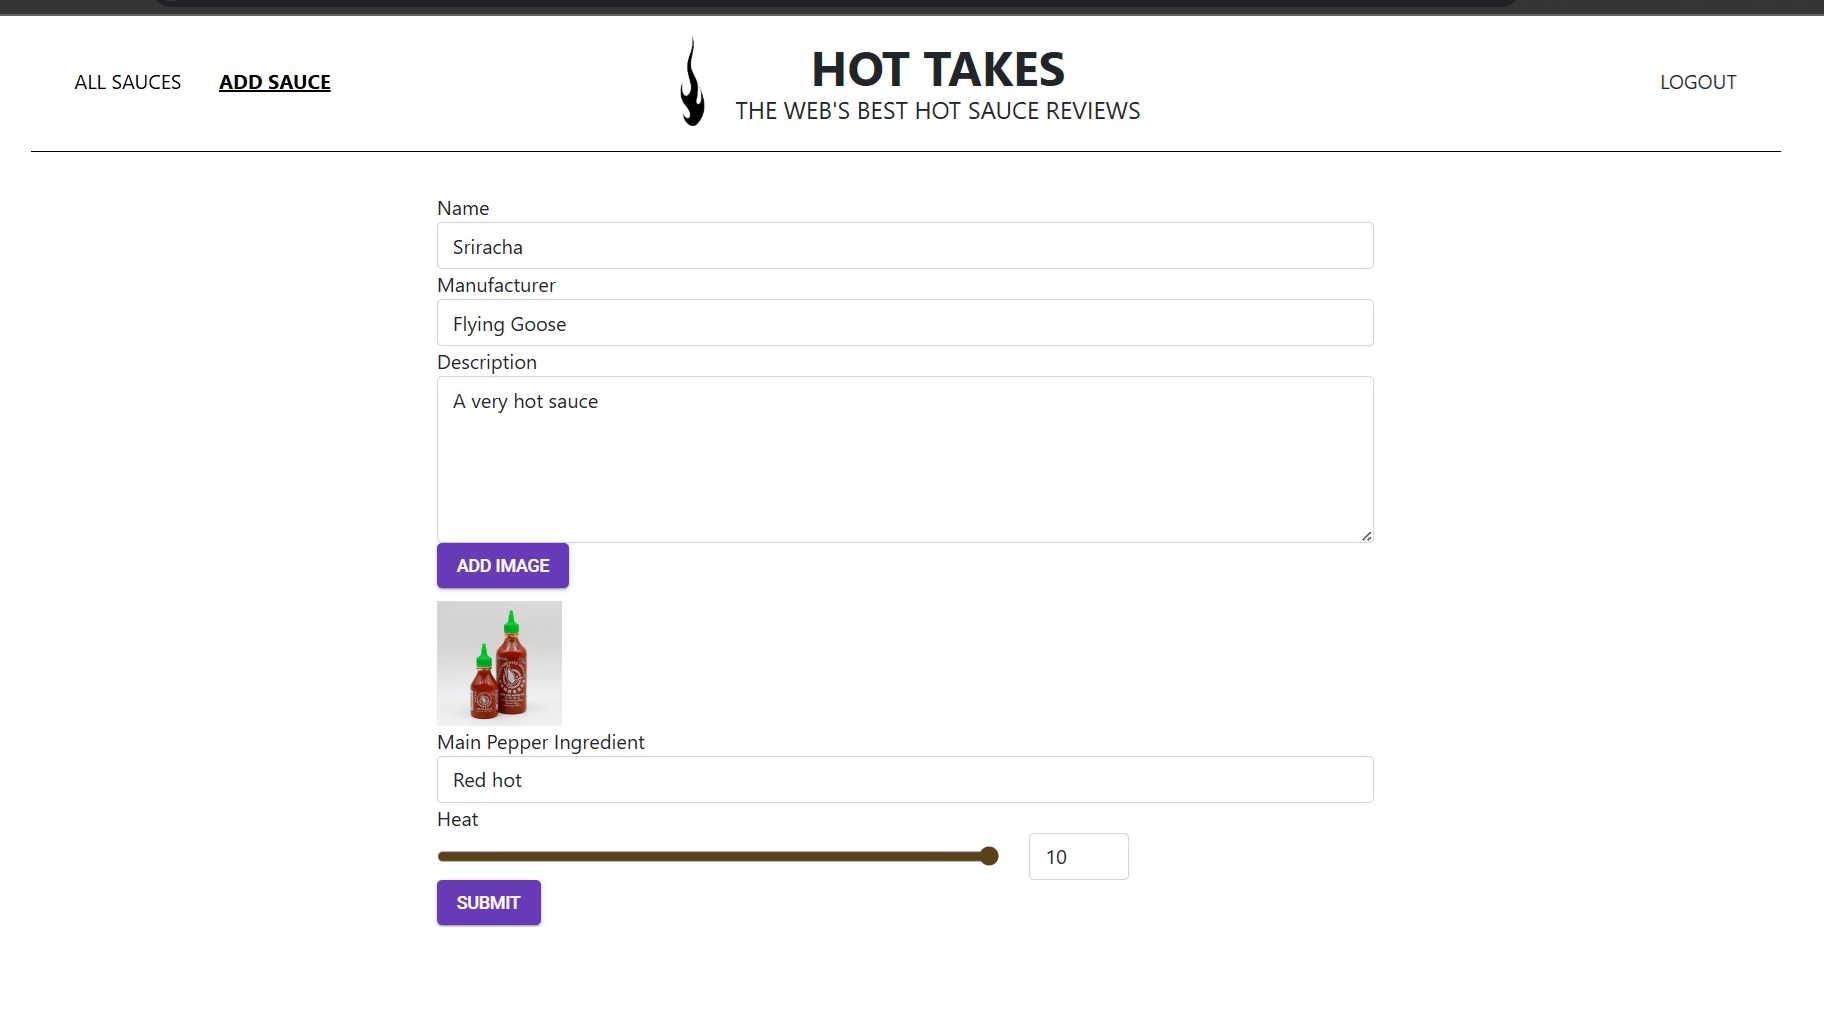 ALL SAUCES
ADD SAUCE
HOT TAKES
THE WEB'S BEST HOT SAUCE REVIEWS
LOGOUT
Name
Sriracha
Manufacturer
Flying Goose
Description
A very hot sauce
ADD IMAGE
Main Pepper Ingredient
Red hot
Heat
10
SUBMIT